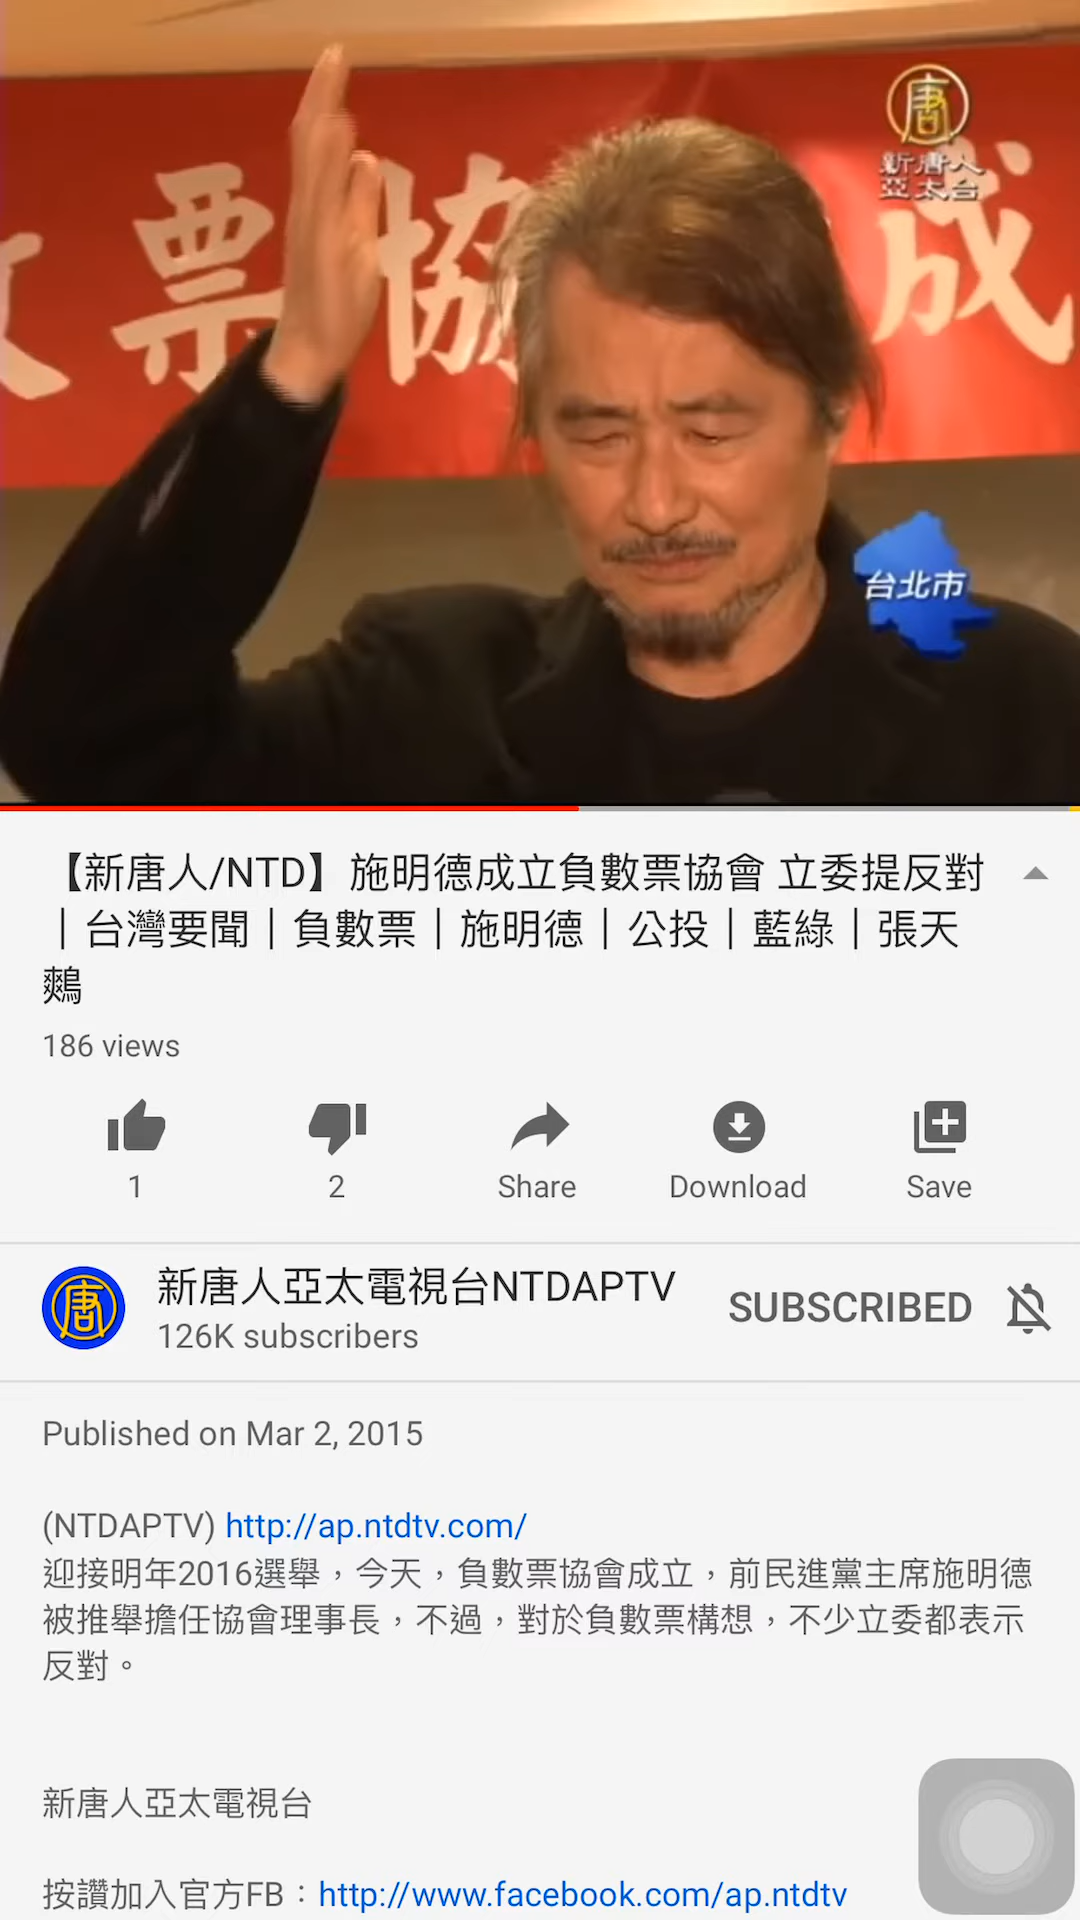 票協 成
唐
新唐人
亞太台
台北市
【新唐人/NTD】施明德成立負數票協會 立委提反對
｜台灣要聞｜負數票｜施明德｜公投｜藍綠｜張天
鷞
186 views
1
2
Share
Download
Save
唐
新唐人亞太電視台NTDAPTV
126K subscribers
SUBSCRIBED
Published on Mar 2, 2015
(NTDAPTV) http://ap.ntdtv.com/
迎接明年2016選舉，今天，負數票協會成立，前民進黨主席施明德
被推舉擔任協會理事長，不過，對於負數票構想，不少立委都表示
反對。
新唐人亞太電視台
按讚加入官方FB：http://www.facebook.com/ap.ntdtv